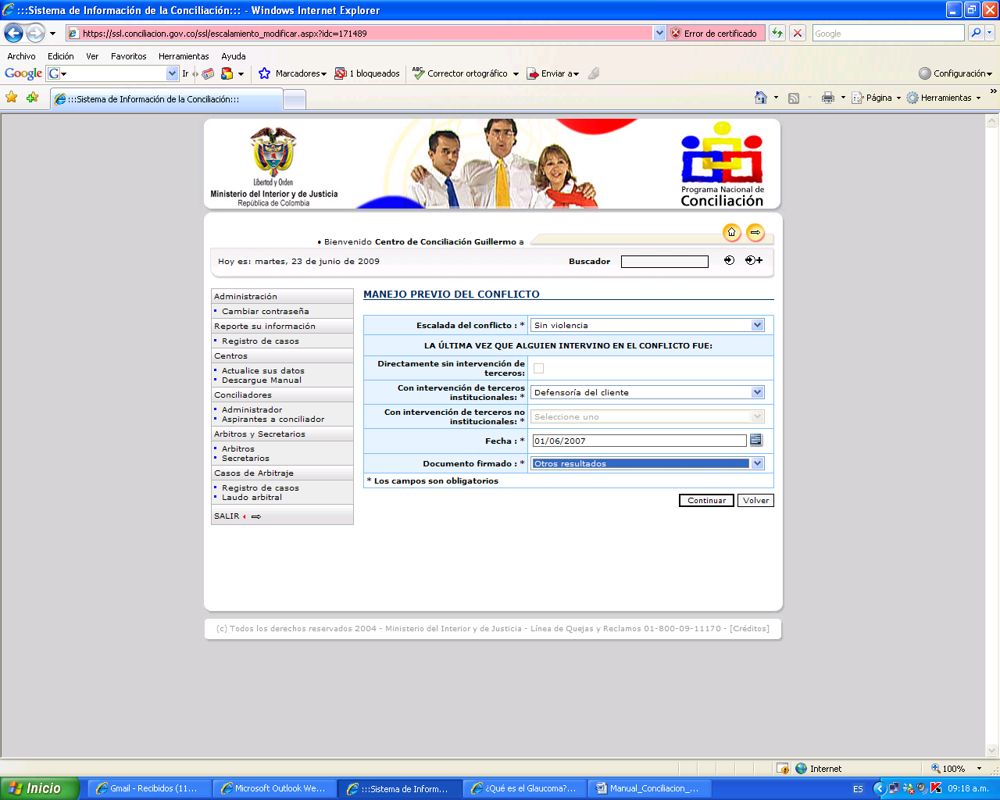 :::Sistema de Información de la Conciliación::: - Windows Internet Explorer
https://ssl.conciliacion.gov.co/ssl/escalamiento_modificar.aspx?idc=171489
Error de certificado
Google
Archivo Edición Ver Favoritos Herramientas Ayuda
Google G Ir Marcadores 1 bloqueados ABC Corrector ortográfico Enviar a Configuración
:::Sistema de Información de la Conciliación::: Página Herramientas
Libertad y Orden
Ministerio del Interior y de Justicia
República de Colombia
Programa Nacional de
Conciliación
• Bienvenido Centro de Conciliación Guillermo a
Hoy es: martes, 23 de junio de 2009
Buscador
Administración
Cambiar contraseña
Reporte su información
Registro de casos
Centros
Actualice sus datos
Descargue Manual
Conciliadores
Administrador
Aspirantes a conciliador
Arbitros y Secretarios
Arbitros
Secretarios
Casos de Arbitraje
Registro de casos
Laudo arbitral
SALIR
MANEJO PREVIO DEL CONFLICTO
Escalada del conflicto : * Sin violencia
LA ÚLTIMA VEZ QUE ALGUIEN INTERVINO EN EL CONFLICTO FUE:
Directamente sin intervención de
terceros:
Con intervención de terceros
institucionales: * Defensoría del cliente
Con intervención de terceros no
institucionales: * Seleccione uno
Fecha : * 01/06/2007
Documento firmado : * Otros resultados
* Los campos son obligatorios
Continuar Volver
(c) Todos los derechos reservados 2004 - Ministerio del Interior y de Justicia - Línea de Quejas y Reclamos 01-800-09-11170 - [Créditos]
Internet 100%
Inicio Gmail - Recibidos (11... Microsoft Outlook We... :::Sistema de Inform... ¿Qué es el Glaucoma?... Manual_Conciliacion_... ES 09:18 a.m.